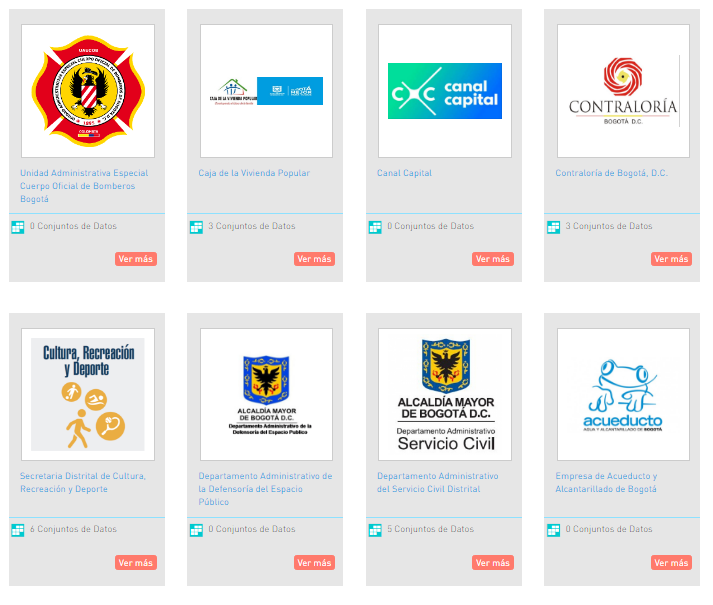 UAECOB
COLOMBIA
1895
Unidad Administrativa Especial
Cuerpo Oficial de Bomberos
Bogotá
0 Conjuntos de Datos
Ver más
CAJA DE LA VIVIENDA POPULAR
Caja de la Vivienda Popular
3 Conjuntos de Datos
Ver más
canal
capital
Canal Capital
0 Conjuntos de Datos
Ver más
CONTRALORÍA
BOGOTÁ D.C.
Contraloría de Bogotá, D.C.
3 Conjuntos de Datos
Ver más
Cultura, Recreación
y Deporte
Secretaria Distrital de Cultura,
Recreación y Deporte
6 Conjuntos de Datos
Ver más
ALCALDÍA MAYOR
DE BOGOTÁ D.C.
Departamento Administrativo de la
Defensoría del Espacio Público
Departamento Administrativo de
la Defensoría del Espacio
Público
0 Conjuntos de Datos
Ver más
ALCALDÍA MAYOR
DE BOGOTÁ D.C.
Departamento Administrativo
Servicio Civil
Departamento Administrativo
del Servicio Civil Distrital
5 Conjuntos de Datos
Ver más
acueducto
AGUA Y ALCANTARILLADO DE BOGOTÁ
Empresa de Acueducto y
Alcantarillado de Bogotá
0 Conjuntos de Datos
Ver más